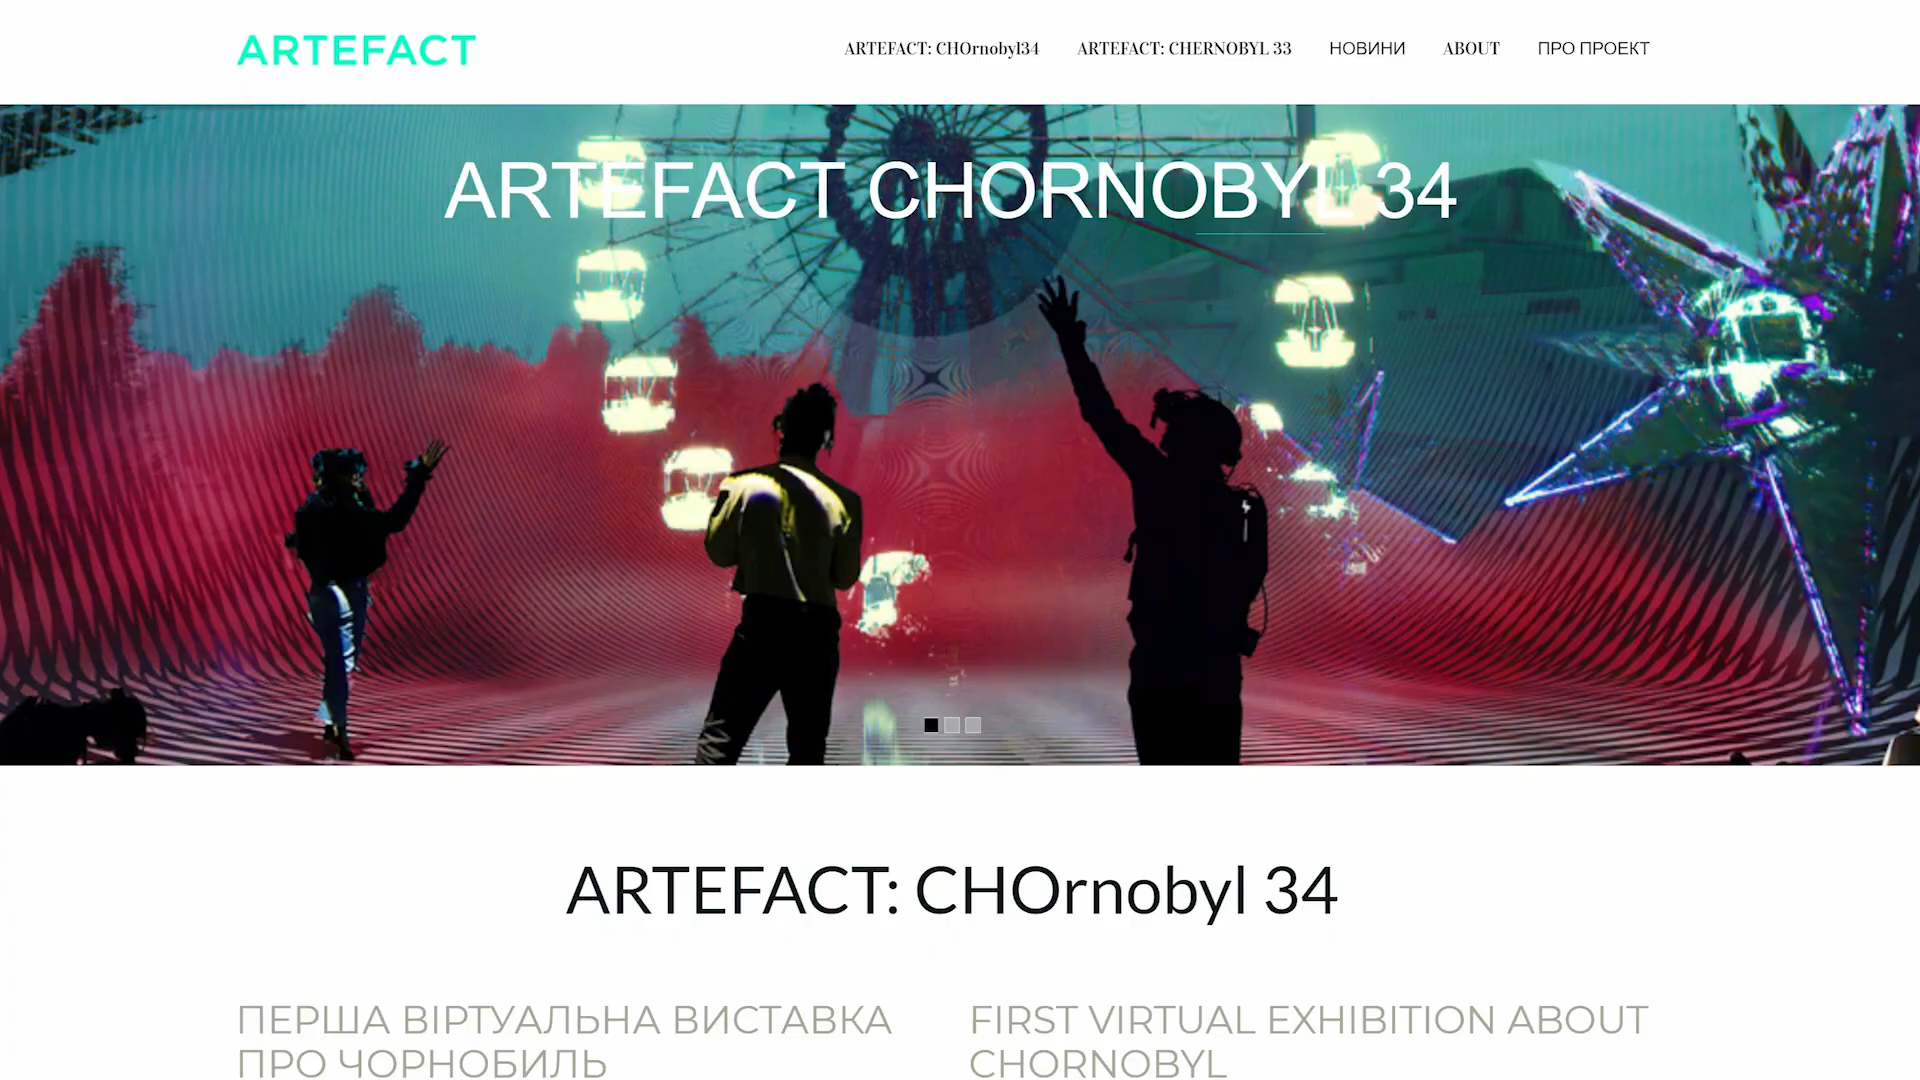 ARTEFACT
ARTEFACT: CHOrnobyl34
ARTEFACT: CHERNOBYL 33
НОВИНИ
ABOUT
ПРО ПРОЕКТ
ARTEFACT CHORNOBYL 34
ARTEFACT: CHOrnobyl 34
ПЕРША ВІРТУАЛЬНА ВИСТАВКА
ПРО ЧОРНОБИЛЬ
FIRST VIRTUAL EXHIBITION ABOUT
CHORNOBYL